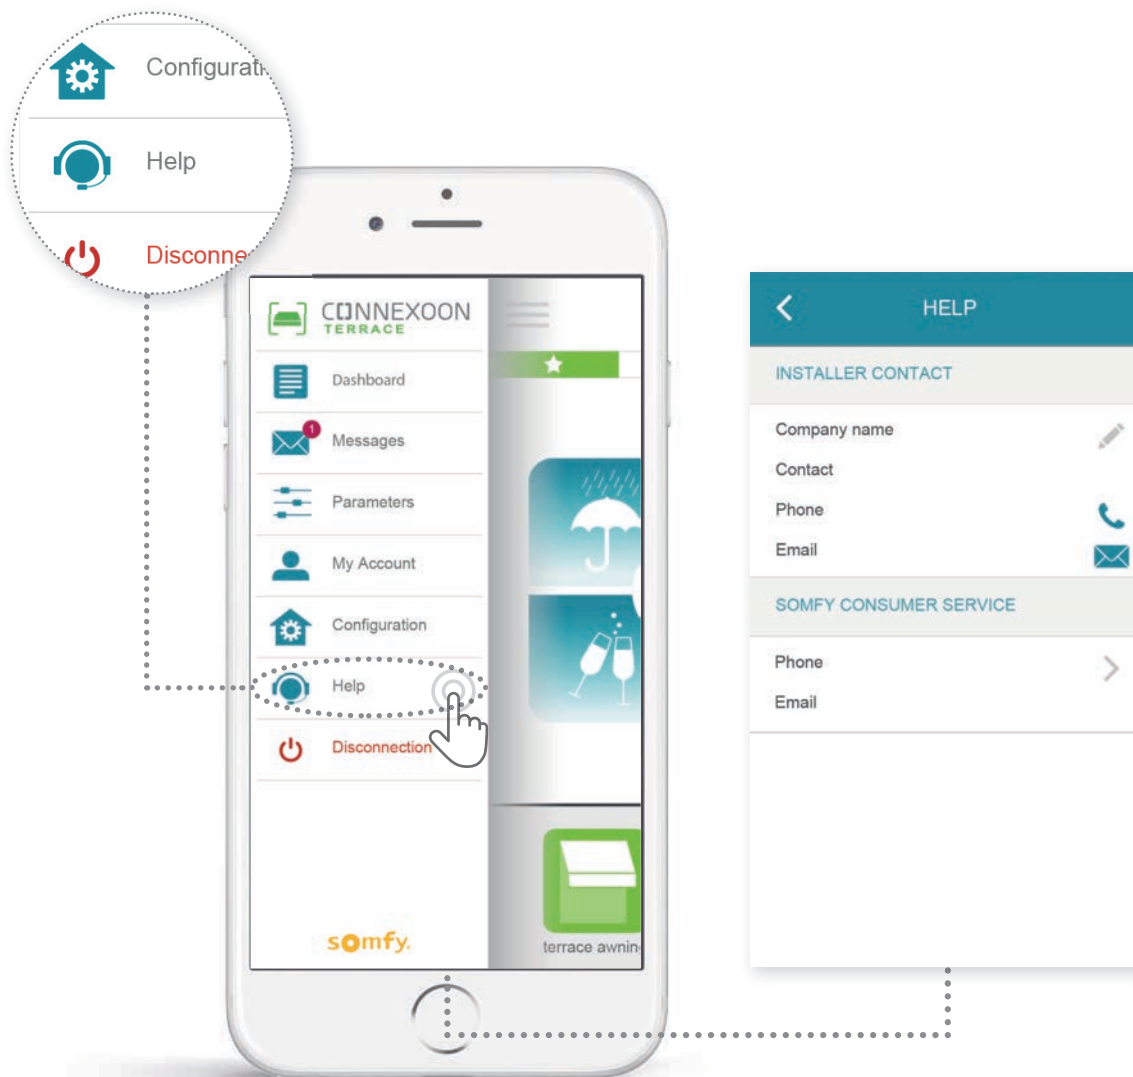 Configurati
Help
Disconne
CONNEXOON
TERRACE
Dashboard
1
Messages
Parameters
My Account
Configuration
Help
Disconnection
somfy.
terrace awnin
HELP
INSTALLER CONTACT
Company name
Contact
Phone
Email
SOMFY CONSUMER SERVICE
Phone
Email